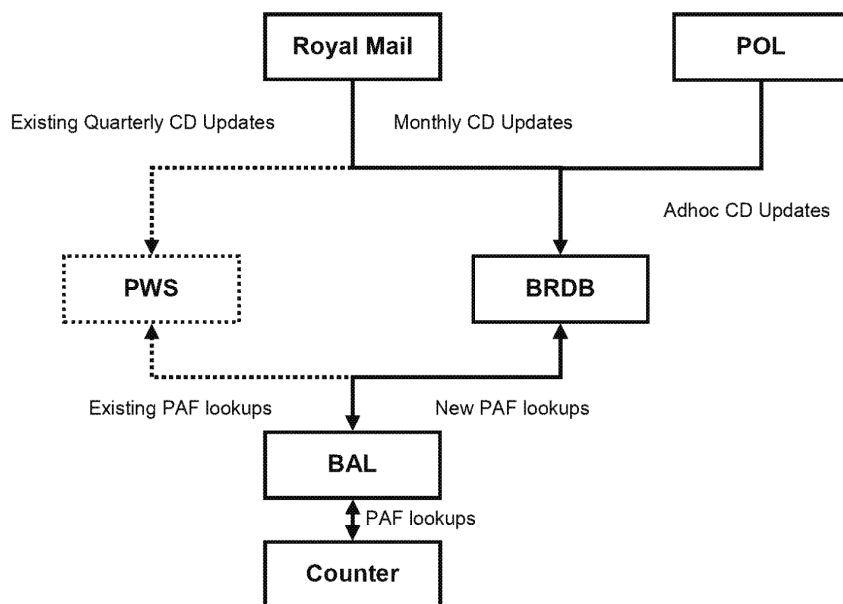 Royal Mail
POL
Existing Quarterly CD Updates
Monthly CD Updates
Adhoc CD Updates
PWS
BRDB
Existing PAF lookups
New PAF lookups
BAL
PAF lookups
Counter